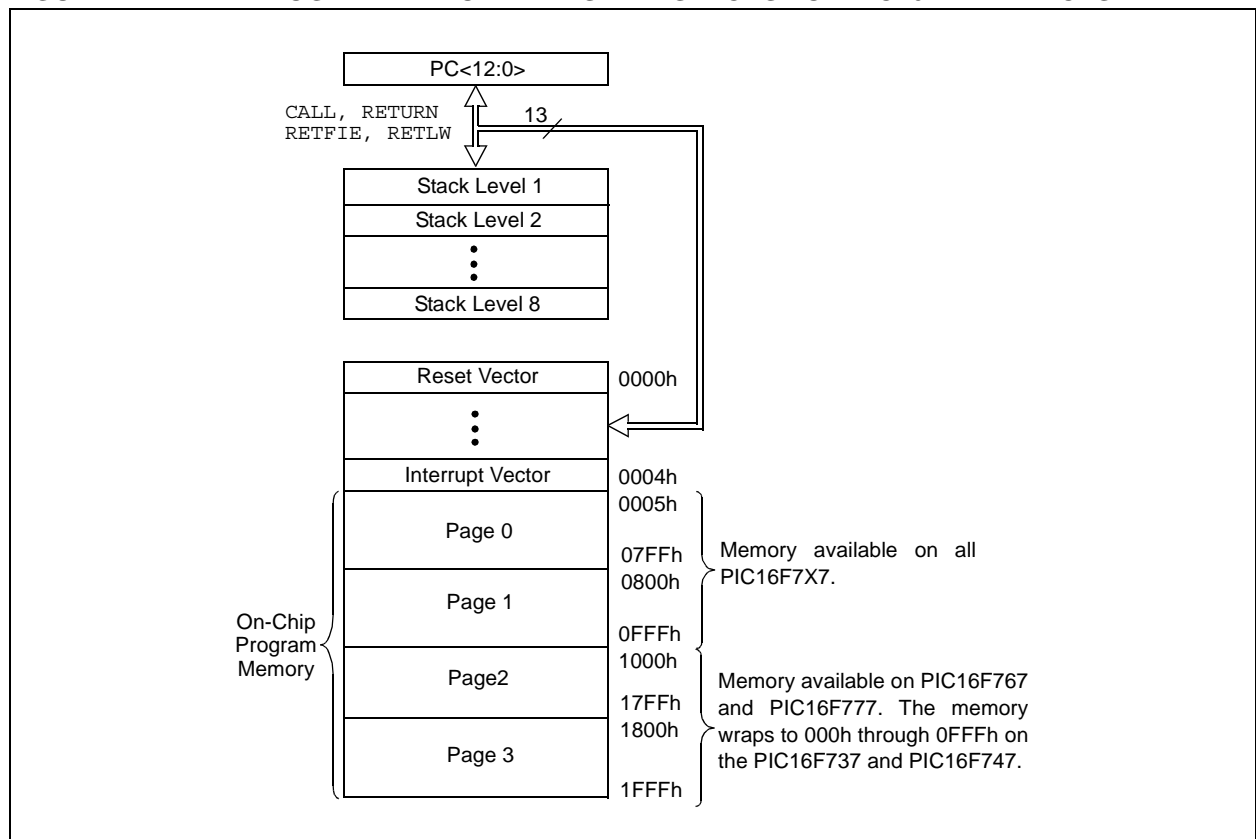 PC<12:0>
CALL, RETURN
RETFIE, RETLW
13
Stack Level 1
Stack Level 2
Stack Level 8
Reset Vector
0000h
Interrupt Vector
0004h
0005h
Page 0
07FFh
Memory available on all
PIC16F7X7.
0800h
Page 1
0FFFh
On-Chip
Program
Memory
1000h
Page2
17FFh
Memory available on PIC16F767
and PIC16F777. The memory
wraps to 000h through 0FFFh on
the PIC16F737 and PIC16F747.
1800h
Page 3
1FFFh